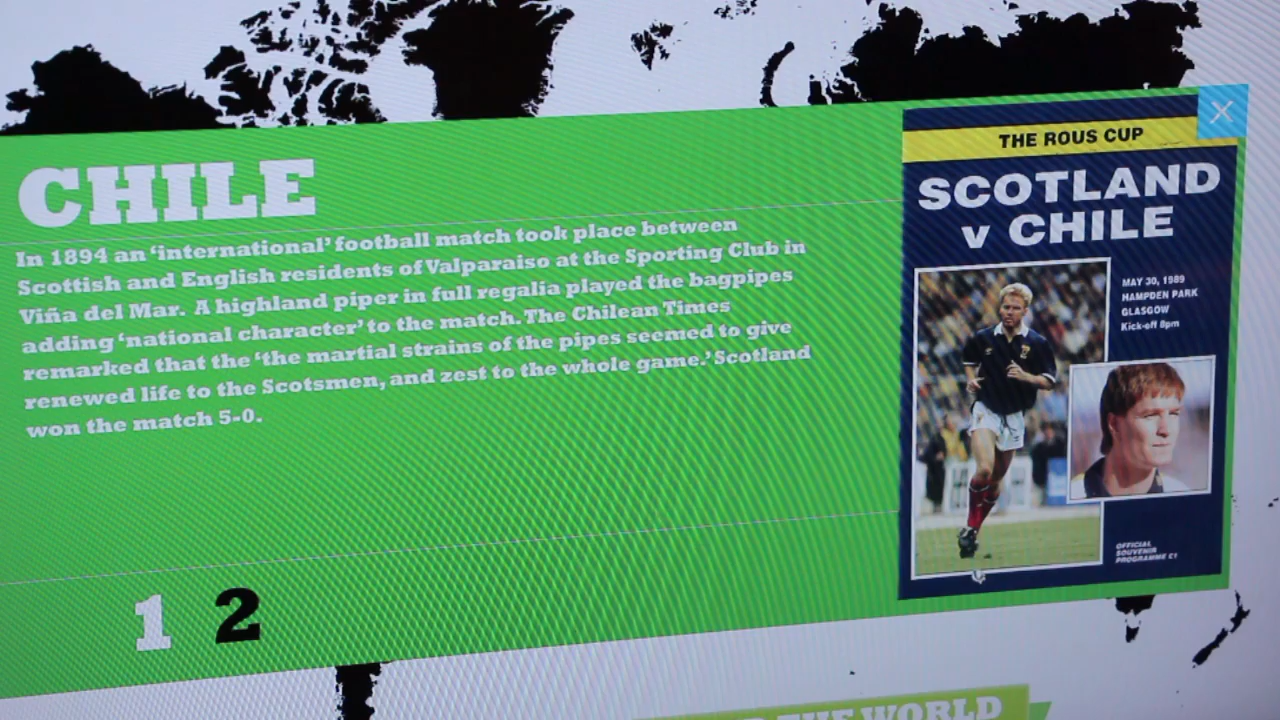 CHILE
In 1894 an ‘international’ football match took place between
Scottish and English residents of Valparaiso at the Sporting Club in
Viña del Mar. A highland piper in full regalia played the bagpipes
adding ‘national character’ to the match. The Chilean Times
remarked that the ‘the martial strains of the pipes seemed to give
renewed life to the Scotsmen, and zest to the whole game.’ Scotland
won the match 5-0.
1 2
THE ROUS CUP
SCOTLAND
v CHILE
MAY 30, 1989
HAMPDEN PARK
GLASGOW
Kick-off 8pm
OFFICIAL
SOUVENIR
PROGRAMME £1
THE WORLD